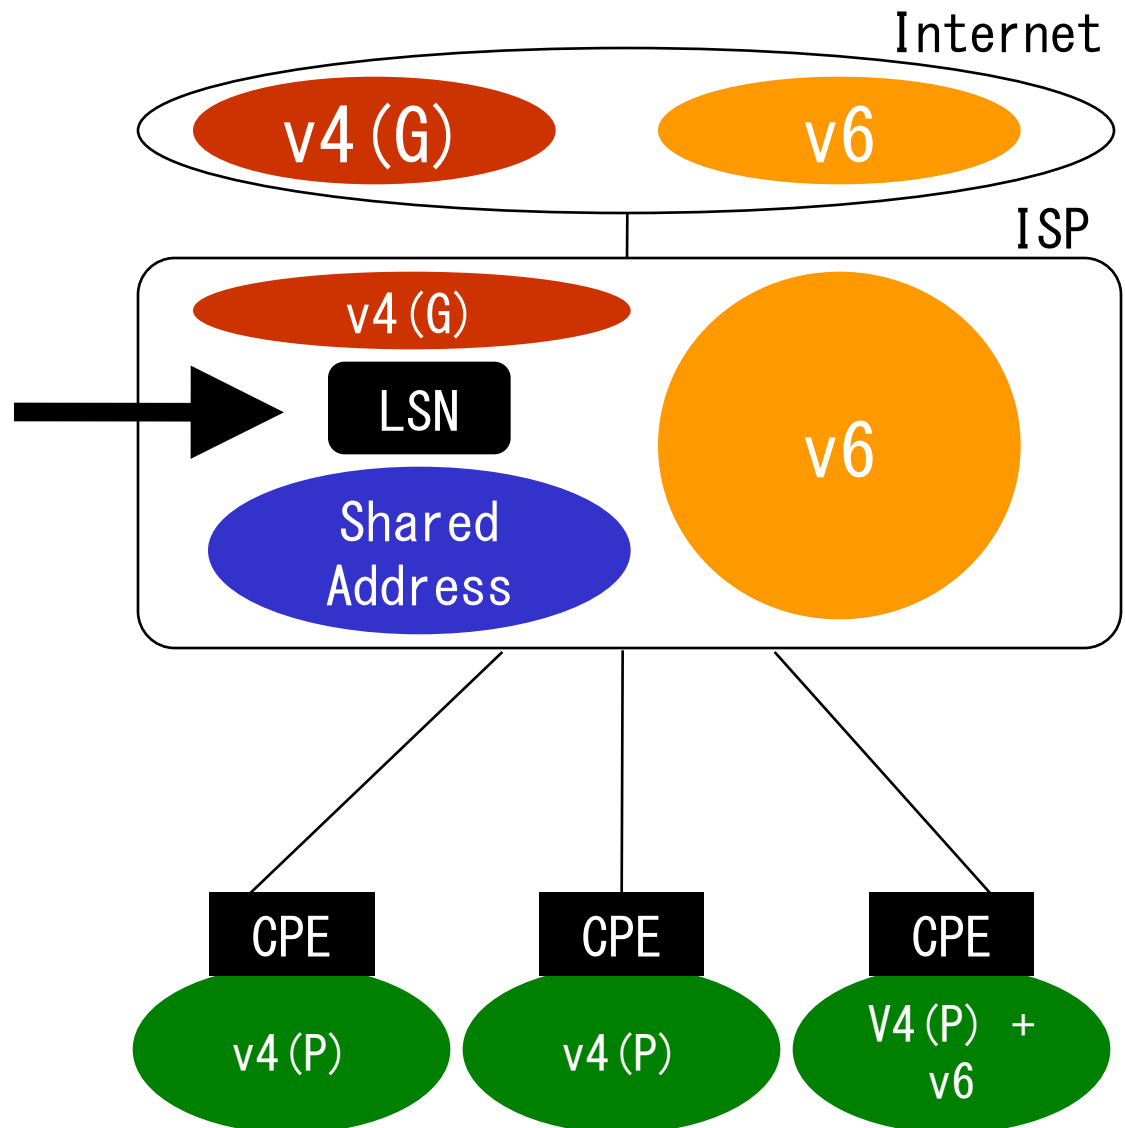 Internet
v4(G)
v6
ISP
v4(G)
LSN
v6
Shared
Address
CPE
CPE
CPE
v4(P)
v4(P)
V4(P) +
v6